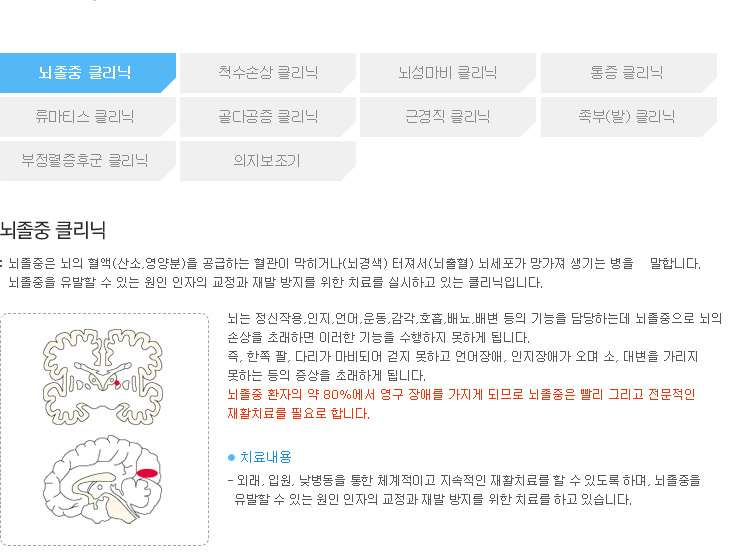 뇌졸중 클리닉 척수손상 클리닉 뇌성마비 클리닉 통증 클리닉
류마티스 클리닉 골다공증 클리닉 근경직 클리닉 족부(발) 클리닉
부정렬증후군 클리닉 의지보조기
뇌졸중 클리닉
: 뇌졸중은 뇌의 혈액(산소,영양분)을 공급하는 혈관이 막히거나(뇌경색) 터져서(뇌출혈) 뇌세포가 망가져 생기는 병을 말합니다.
뇌졸중을 유발할 수 있는 원인 인자의 교정과 재발 방지를 위한 치료를 실시하고 있는 클리닉입니다.
뇌는 정신작용,인지,언어,운동,감각,호흡,배뇨,배변 등의 기능을 담당하는데 뇌졸중으로 뇌의
손상을 초래하면 이러한 기능을 수행하지 못하게 됩니다.
즉, 한쪽 팔, 다리가 마비되어 걷지 못하고 언어장애, 인지장애가 오며 소, 대변을 가리지
못하는 등의 증상을 초래하게 됩니다.
뇌졸중 환자의 약 80%에서 영구 장애를 가지게 되므로 뇌졸중은 빨리 그리고 전문적인
재활치료를 필요로 합니다.
● 치료내용
- 외래, 입원, 낮병동을 통한 체계적이고 지속적인 재활치료를 할 수 있도록 하며, 뇌졸중을
유발할 수 있는 원인 인자의 교정과 재발 방지를 위한 치료를 하고 있습니다.